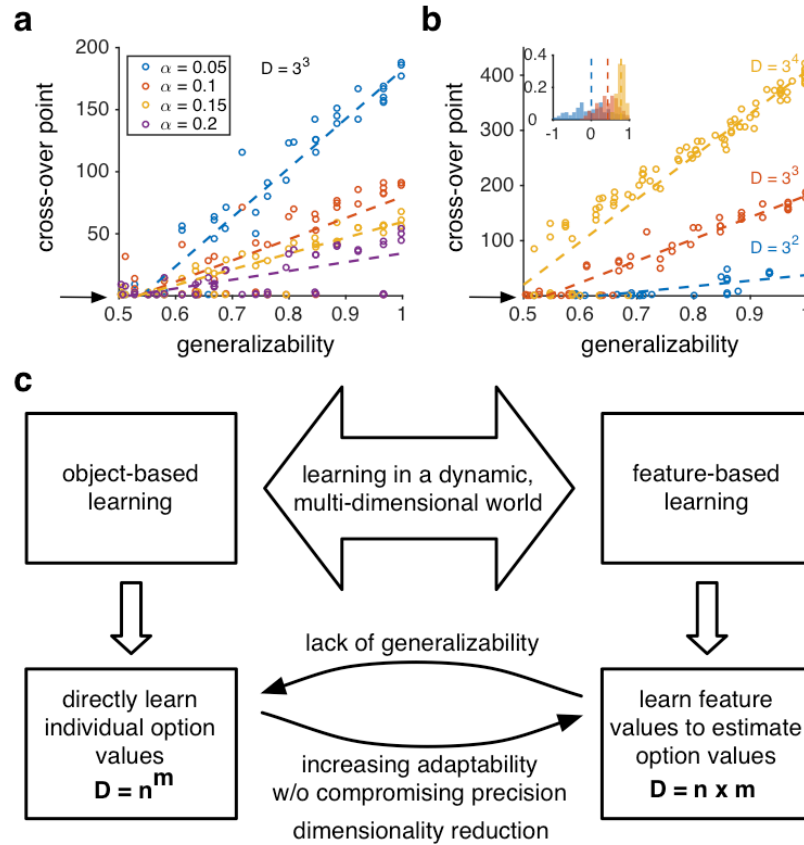 a
200
150
100
50
cross-over point
α = 0.05
α = 0.1
α = 0.15
α = 0.2
D = 3³
0.5
0.6
0.7
0.8
0.9
1
generalizability
b
400
300
200
100
cross-over point
0.4
0.2
0
-1
0
1
D = 3⁴
D = 3³
D = 3²
0.5
0.6
0.7
0.8
0.9
generalizability
c
object-based
learning
learning in a dynamic,
multi-dimensional world
feature-based
learning
lack of generalizability
directly learn
individual option
values
D = n^m
increasing adaptability
w/o compromising precision
dimensionality reduction
learn feature
values to estimate
option values
D = n x m